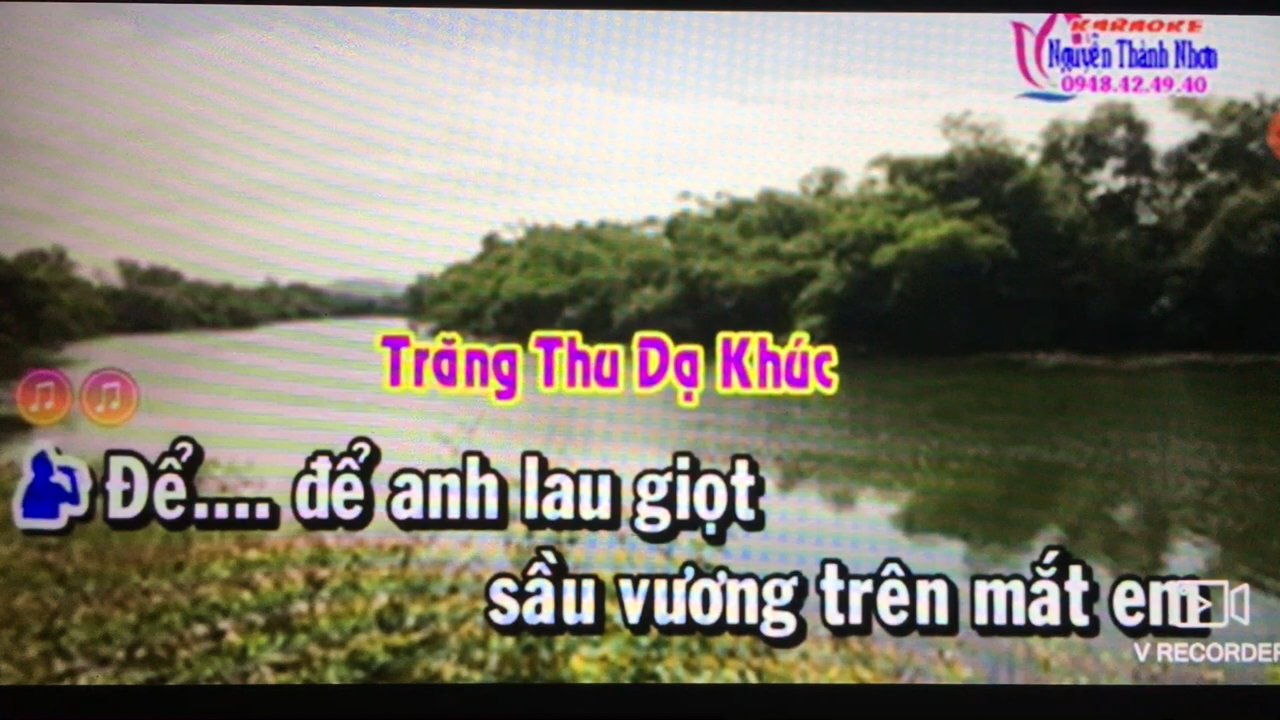 KARAOKE
Nguyễn Thành Nhơn
0948.42.49.40
Trăng Thu Dạ Khúc
Để.... để anh lau giọt
sầu vương trên mắt em
V RECORDER